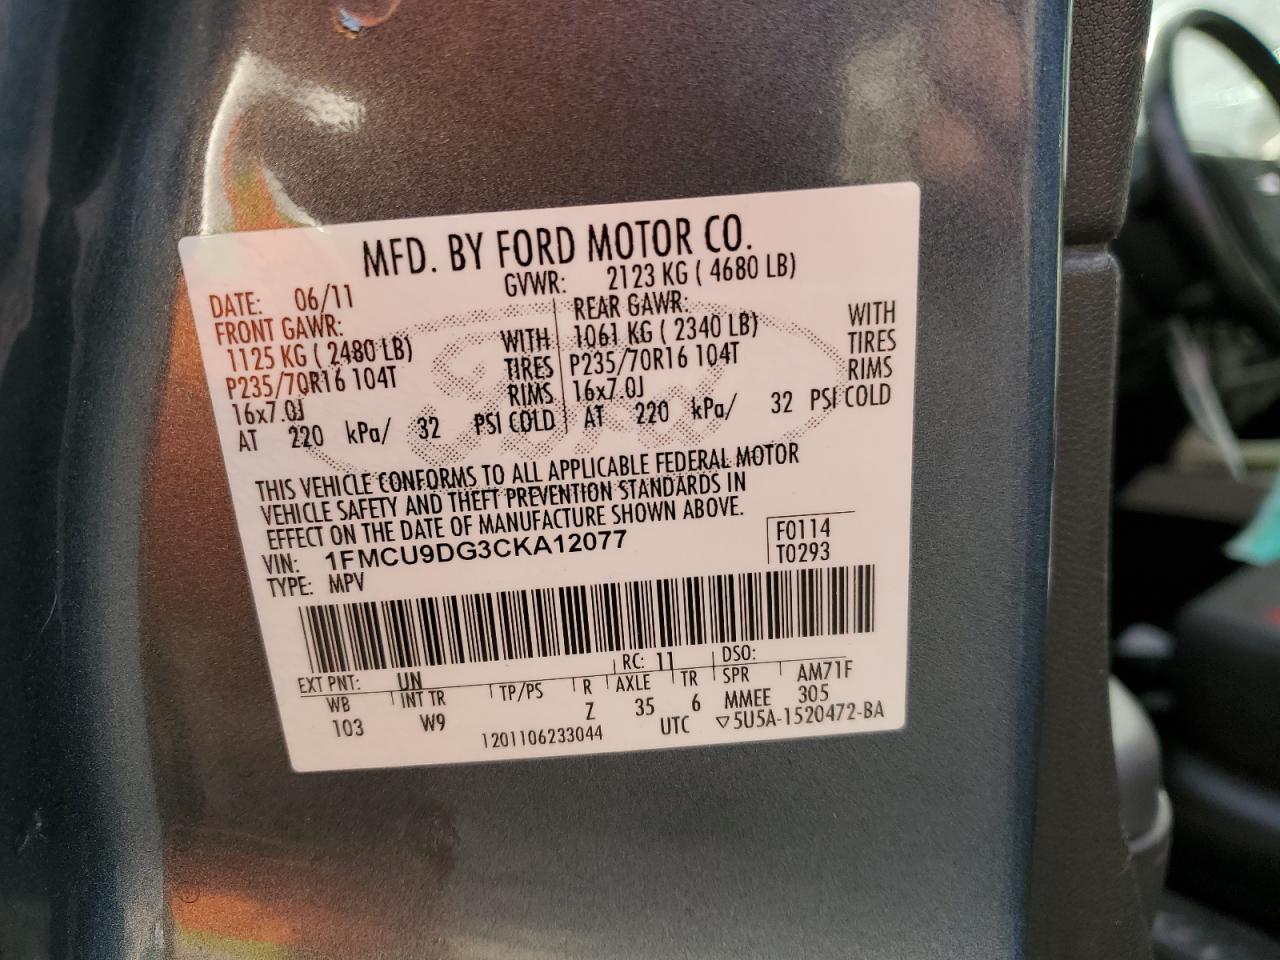 MFD. BY FORD MOTOR CO.
DATE: 06/11 GVWR: 2123 KG ( 4680 LB)
FRONT GAWR: REAR GAWR:
1125 KG ( 2480 LB) WITH 1061 KG ( 2340 LB) WITH
P235/70R16 104T TIRES P235/70R16 104T TIRES
16x7.0J RIMS 16x7.0J RIMS
AT 220 kPa/ 32 PSI COLD AT 220 kPa/ 32 PSI COLD
Ford
THIS VEHICLE CONFORMS TO ALL APPLICABLE FEDERAL MOTOR
VEHICLE SAFETY AND THEFT PREVENTION STANDARDS IN
EFFECT ON THE DATE OF MANUFACTURE SHOWN ABOVE.
VIN: 1FMCU9DG3CKA12077 F0114
TYPE: MPV T0293
EXT PNT: UN RC: 11 DSO:
WB INT TR TP/PS R AXLE TR SPR AM71F
103 W9 Z 35 6 MMEE 305
1201106233044 UTC ▽5U5A-1520472-BA